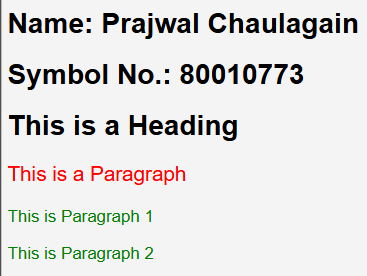 Name: Prajwal Chaulagain
Symbol No.: 80010773
This is a Heading
This is a Paragraph
This is Paragraph 1
This is Paragraph 2